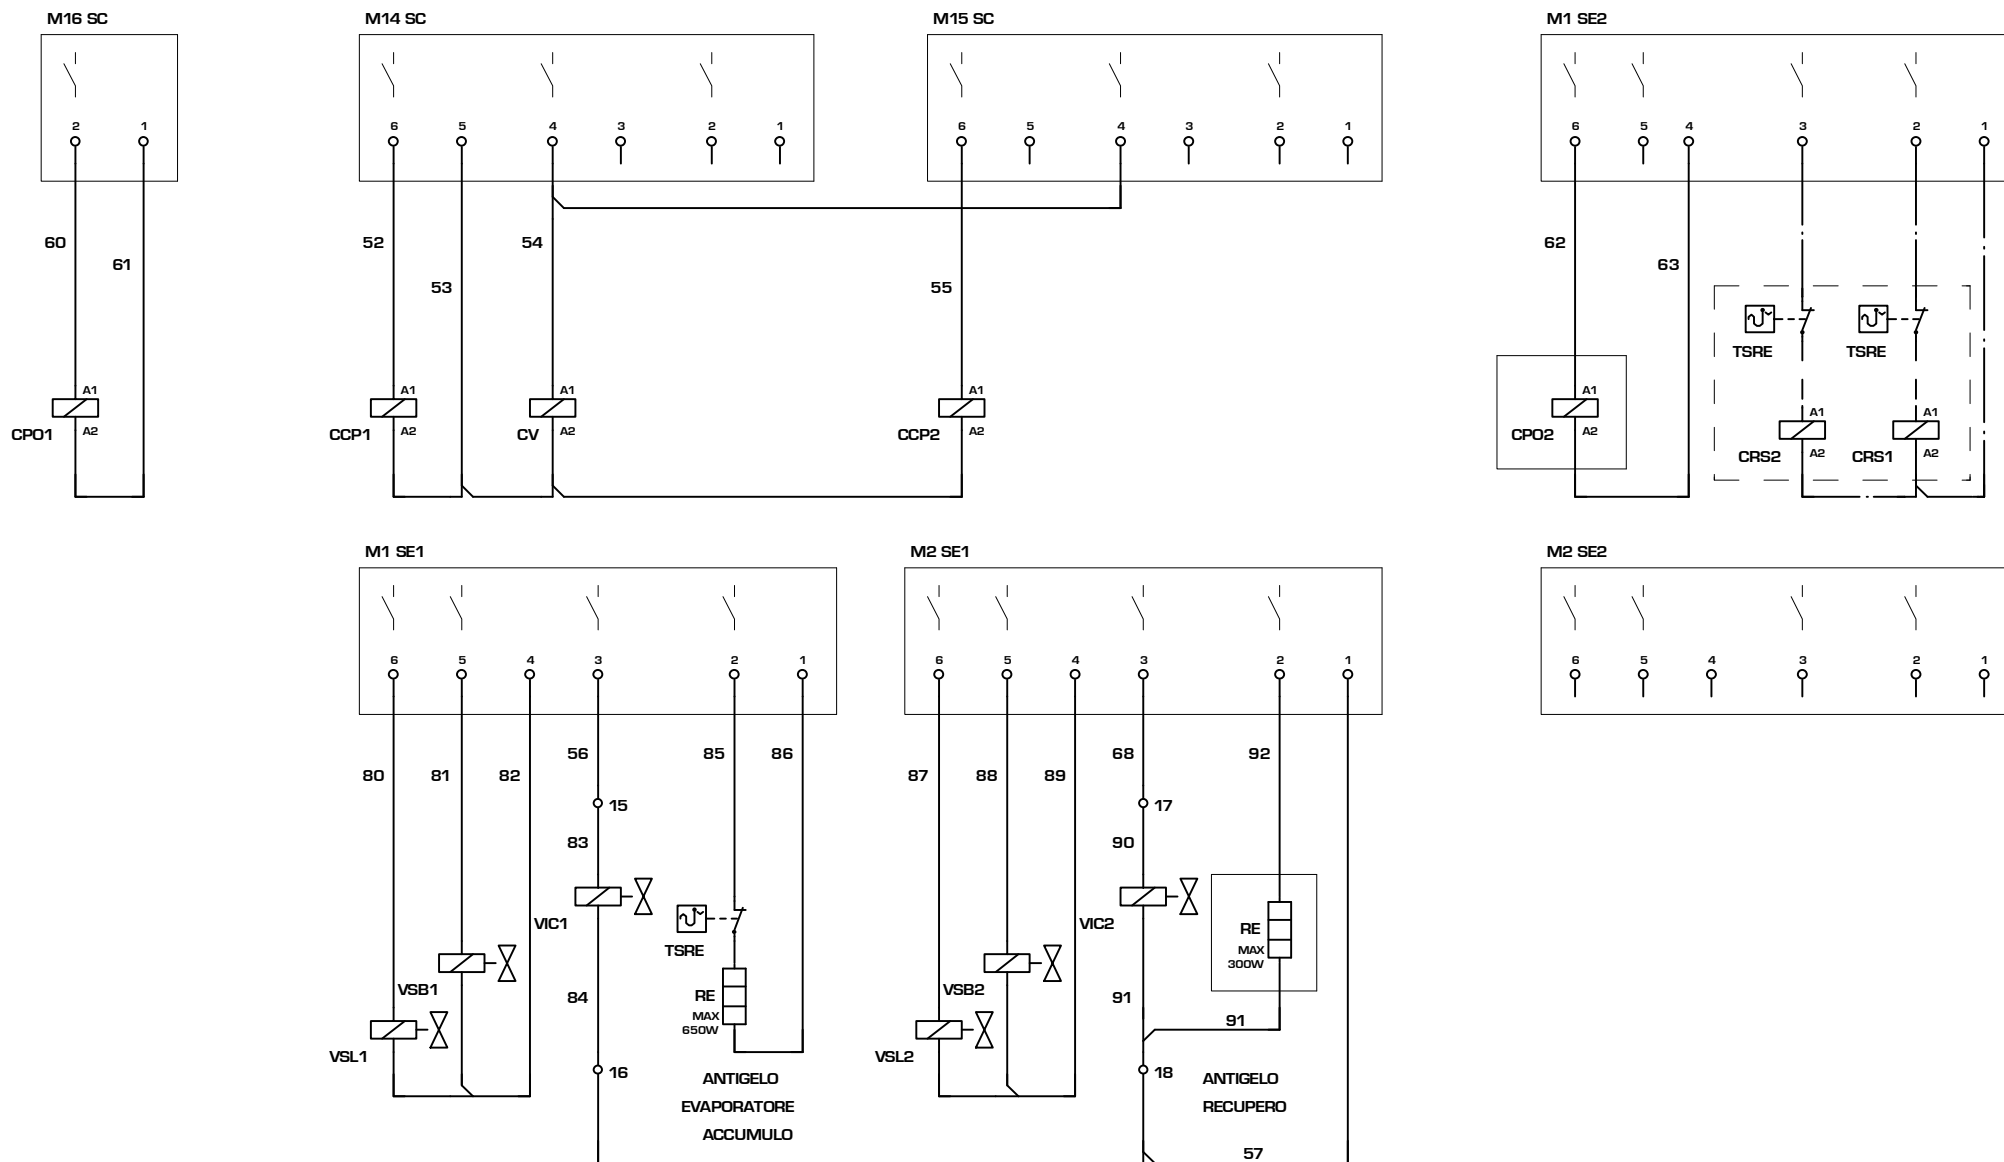 M16 SC
M14 SC
M15 SC
M1 SE2
2 1
6 5 4 3 2 1
6 5 4 3 2 1
6 5 4 3 2 1
60
61
52
53
54
55
62
63
TSRE
TSRE
A1
CPO1 A2
A1
CCP1 A2
A1
CV A2
A1
CCP2 A2
A1
CPO2 A2
A1
CRS2 A2
A1
CRS1 A2
M1 SE1
M2 SE1
M2 SE2
6 5 4 3 2 1
6 5 4 3 2 1
6 5 4 3 2 1
80
81
82
56
85
86
87
88
89
68
92
15
17
83
90
VIC1
VIC2
TSRE
RE
MAX
300W
VSB1
VSB2
84
RE
MAX
650W
91
91
VSL1
VSL2
16
18
ANTIGELO
EVAPORATORE
ACCUMULO
ANTIGELO
RECUPERO
57